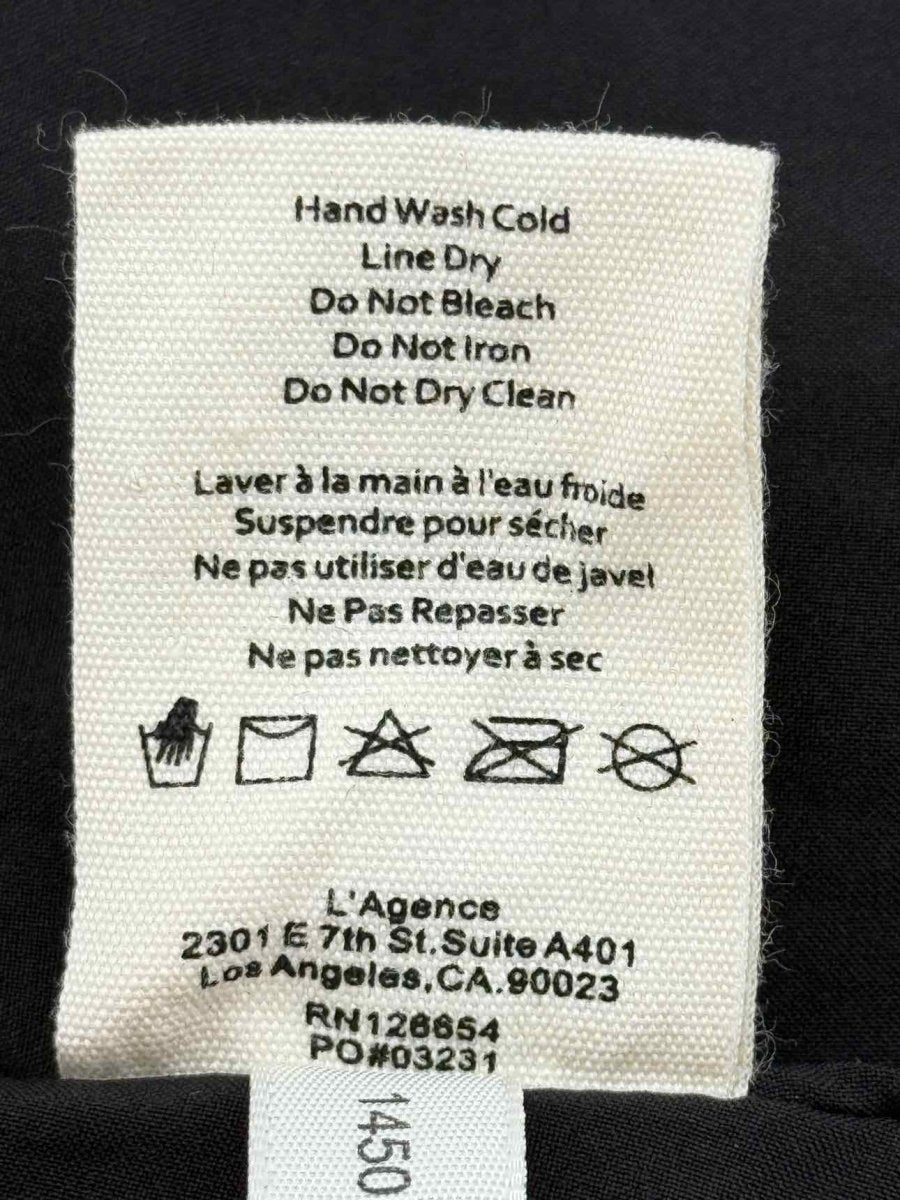 Hand Wash Cold
Line Dry
Do Not Bleach
Do Not Iron
Do Not Dry Clean
Laver à la main à l'eau froide
Suspendre pour sécher
Ne pas utiliser d'eau de javel
Ne Pas Repasser
Ne pas nettoyer à sec
L'Agence
2301 E 7th St. Suite A401
Los Angeles, CA. 90023
RN126654
PO#03231
1450